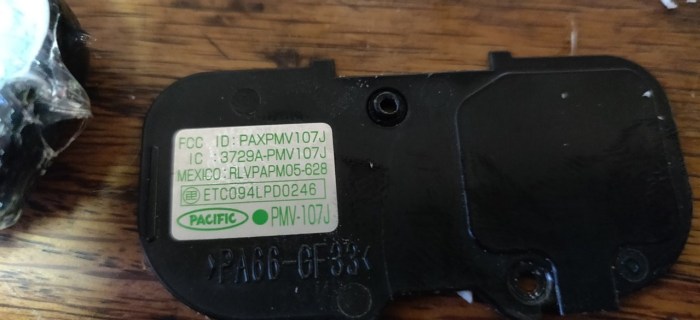 FCC ID: PAXPMV107J
IC : 3729A-PMV107J
MEXICO: RLVPAPM05-628
ETC094LPD0246
PACIFIC ●PMV-107J
>PA66-GF33<